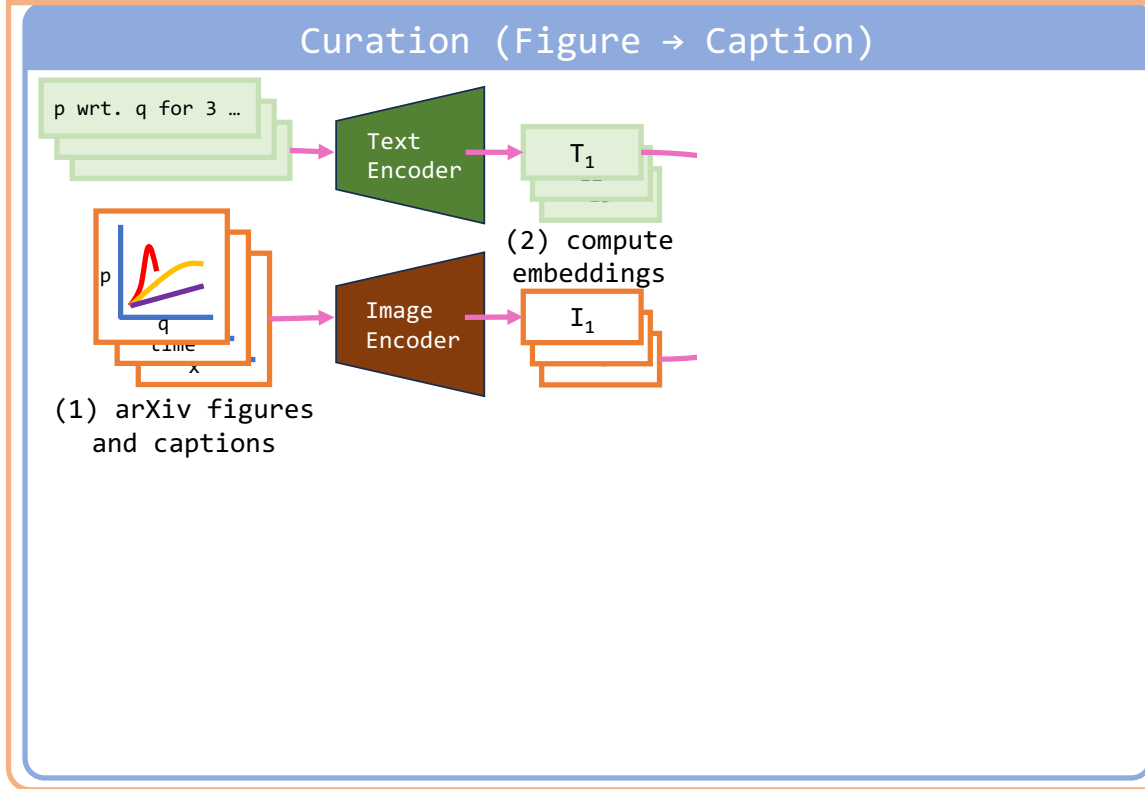 Curation (Figure → Caption)
p wrt. q for 3 …
Text
Encoder
T₁
(2) compute
embeddings
p
q
time
x
Image
Encoder
I₁
(1) arXiv figures
and captions